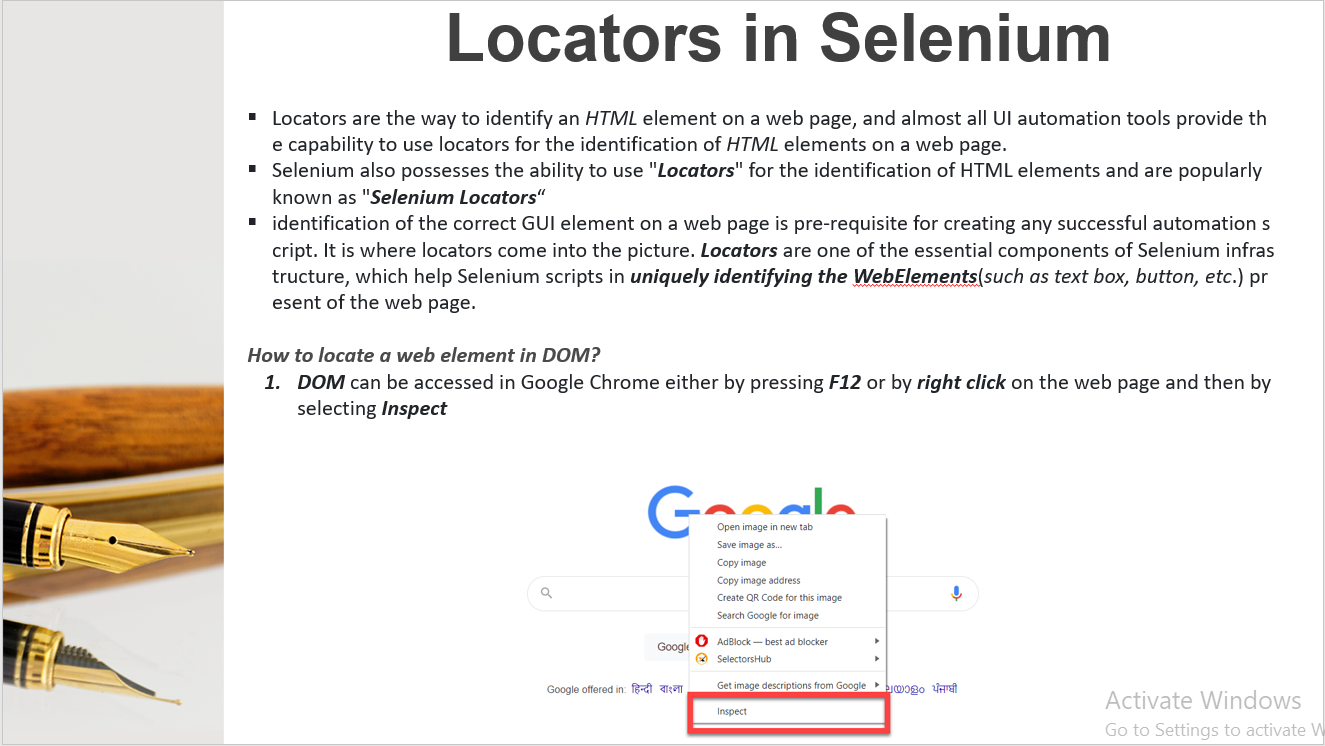 Locators in Selenium
▪ Locators are the way to identify an HTML element on a web page, and almost all UI automation tools provide th
e capability to use locators for the identification of HTML elements on a web page.
▪ Selenium also possesses the ability to use "Locators" for the identification of HTML elements and are popularly
known as "Selenium Locators“
▪ identification of the correct GUI element on a web page is pre-requisite for creating any successful automation s
cript. It is where locators come into the picture. Locators are one of the essential components of Selenium infras
tructure, which help Selenium scripts in uniquely identifying the WebElements(such as text box, button, etc.) pr
esent of the web page.
How to locate a web element in DOM?
1. DOM can be accessed in Google Chrome either by pressing F12 or by right click on the web page and then by
selecting Inspect
Google
Open image in new tab
Save image as...
Copy image
Copy image address
Create QR Code for this image
Search Google for image
AdBlock — best ad blocker
Google
SelectorsHub
Get image descriptions from Google
Google offered in: हिन्दी বাংলা ਪੰਜਾਬੀ
Inspect
Activate Windows
Go to Settings to activate W